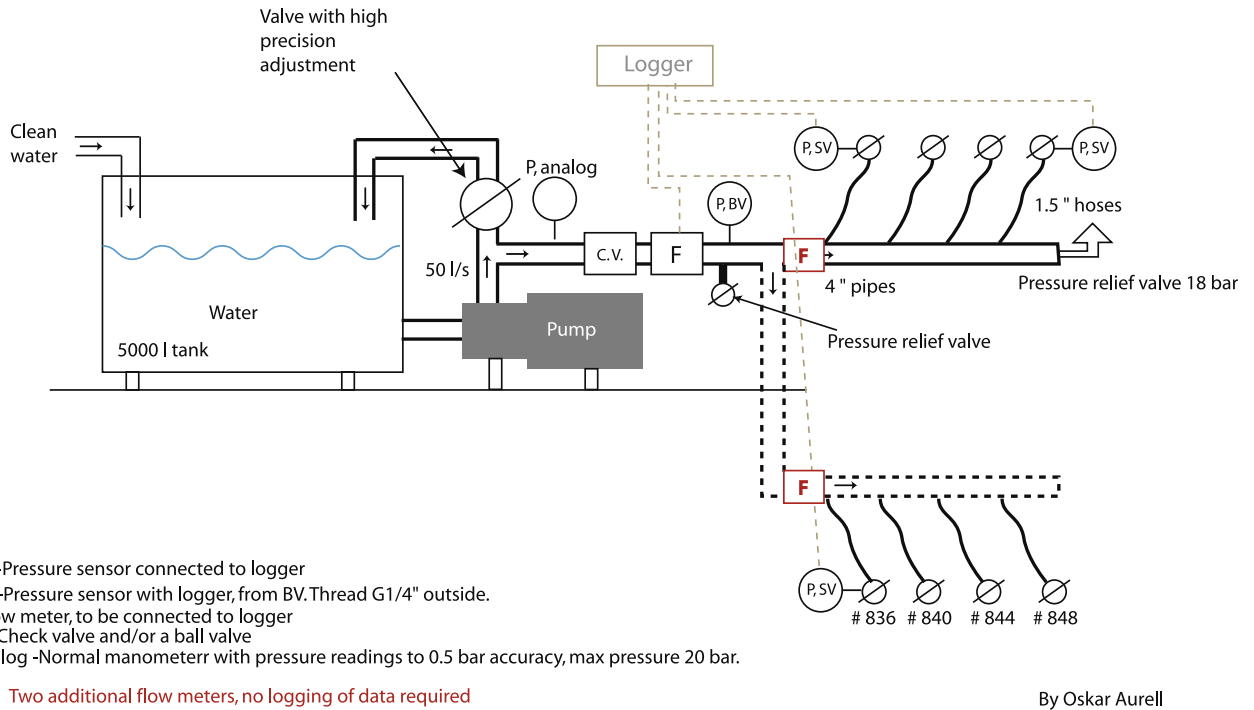 Valve with high
precision
adjustment
Logger
Clean
water
P, analog
P, SV
P, SV
P, BV
1.5 " hoses
50 l/s
C.V.
F
F
4 " pipes
Pressure relief valve 18 bar
Water
Pump
Pressure relief valve
5000 l tank
F
P, SV
# 836
# 840
# 844
# 848
-Pressure sensor connected to logger
-Pressure sensor with logger, from BV. Thread G1/4" outside.
ow meter, to be connected to logger
Check valve and/or a ball valve
log -Normal manometerr with pressure readings to 0.5 bar accuracy, max pressure 20 bar.
Two additional flow meters, no logging of data required
By Oskar Aurell